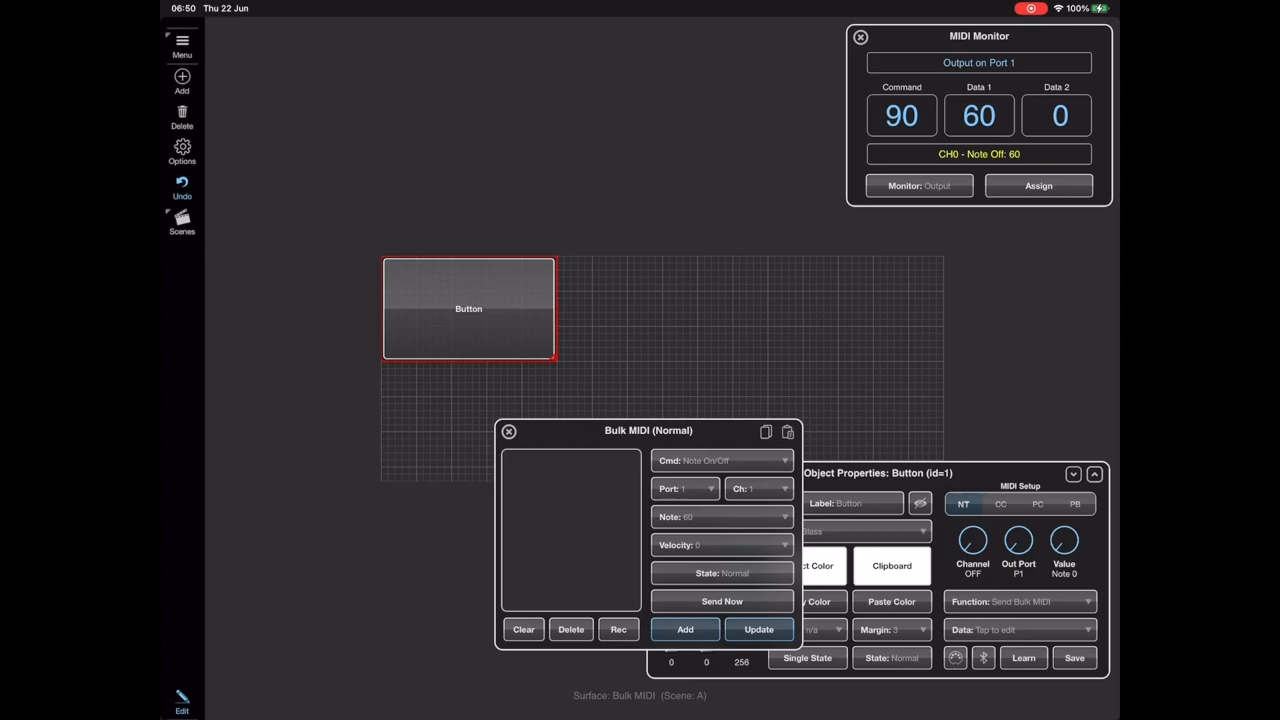 06:50 Thu 22 Jun
100%
Menu
Add
Delete
Options
Undo
Scenes
Edit
MIDI Monitor
Output on Port 1
Command Data 1 Data 2
90 60 0
CH0 - Note Off: 60
Monitor: Output Assign
Button
Bulk MIDI (Normal)
Cmd: Note On/Off
Port: 1 Ch: 1
Note: 60
Velocity: 0
State: Normal
Send Now
Clear Delete Rec Add Update
Object Properties: Button (id=1)
MIDI Setup
Label: Button NT CC PC PB
Glass
ct Color Clipboard
Channel Out Port Value
OFF P1 Note 0
y Color Paste Color Function: Send Bulk MIDI
n/a Margin: 3 Data: Tap to edit
0 0 256 Single State State: Normal Learn Save
Surface: Bulk MIDI (Scene: A)